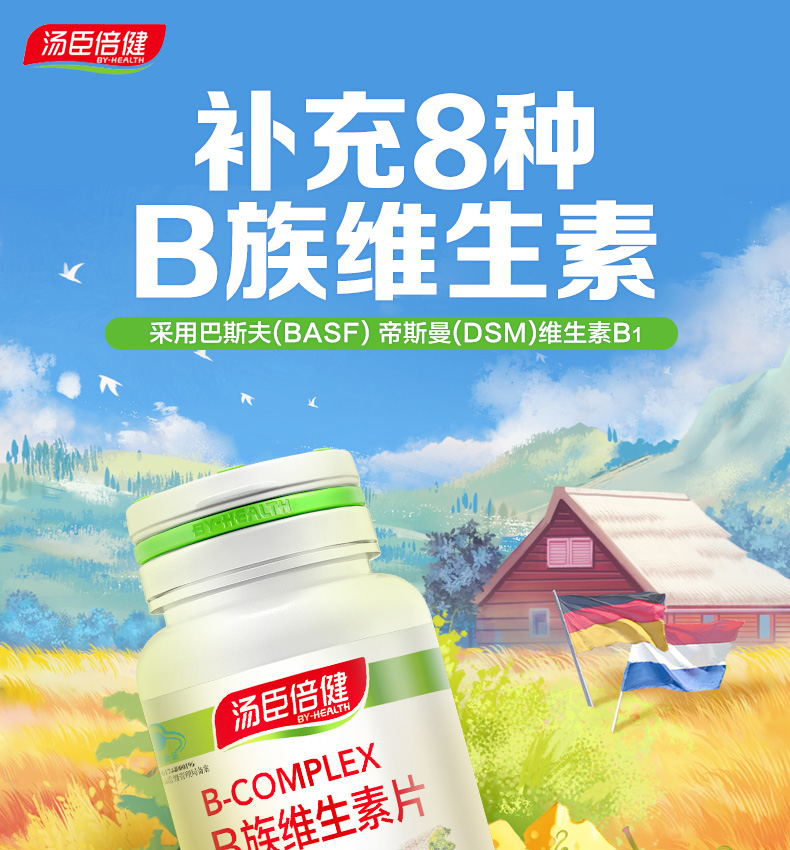 汤臣倍健
BY-HEALTH
补充8种
B族维生素
采用巴斯夫(BASF) 帝斯曼(DSM)维生素B1
BY-HEALTH
汤臣倍健
BY-HEALTH
B-COMPLEX
B族维生素片